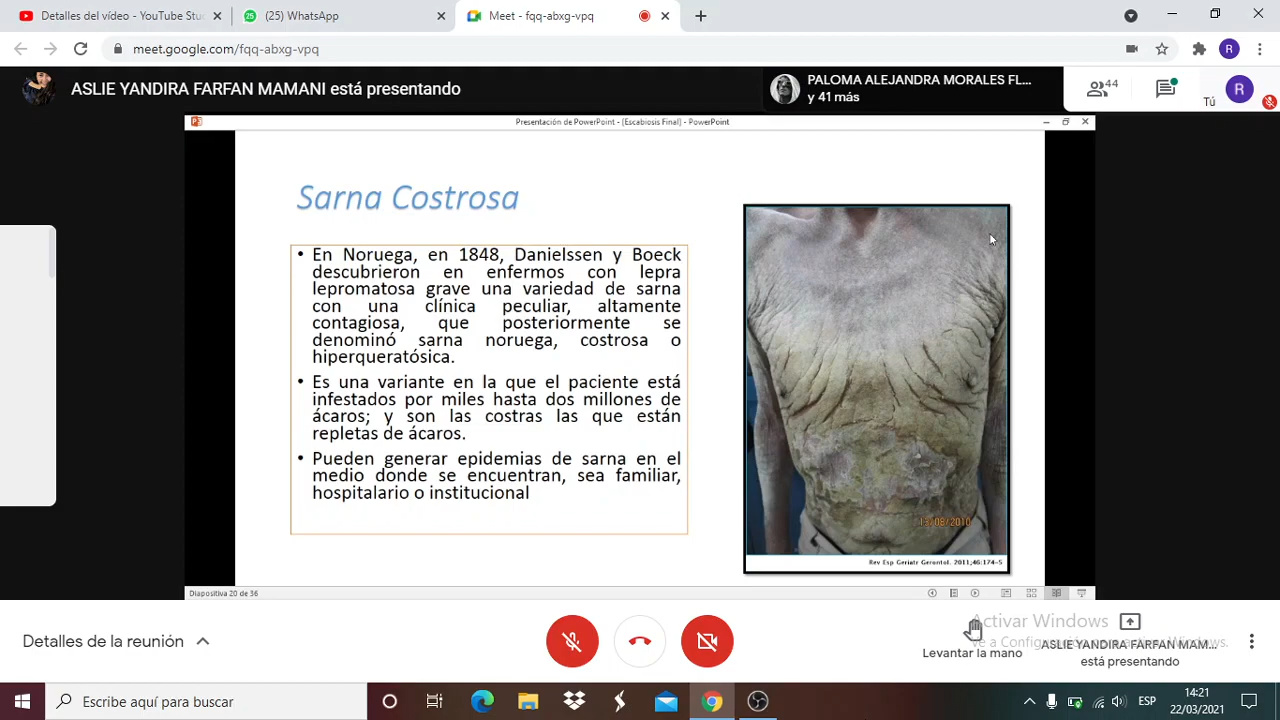 Detalles del vídeo - YouTube Stu
(25) WhatsApp
Meet - fqq-abxg-vpq
meet.google.com/fqq-abxg-vpq
R
ASLIE YANDIRA FARFAN MAMANI está presentando
PALOMA ALEJANDRA MORALES FL...
y 41 más
44
Tú
R
Presentación de PowerPoint - (Escabiosis Final) - PowerPoint
Sarna Costrosa
• En Noruega, en 1848, Danielssen y Boeck
descubrieron en enfermos con lepra
lepromatosa grave una variedad de sarna
con una clínica peculiar, altamente
contagiosa, que posteriormente se
denominó sarna noruega, costrosa o
hiperqueratósica.
• Es una variante en la que el paciente está
infestados por miles hasta dos millones de
ácaros; y son las costras las que están
repletas de ácaros.
• Pueden generar epidemias de sarna en el
medio donde se encuentran, sea familiar,
hospitalario o institucional
13/08/2010
Rev Esp Geriatr Gerontol. 2011;46:174-5
Diapositiva 20 de 36
Detalles de la reunión
Activar Windows
Ve a Configuración para activar Windows.
Levantar la mano
ASLIE YANDIRA FARFAN MAM...
está presentando
Escribe aquí para buscar
ESP
14:21
22/03/2021